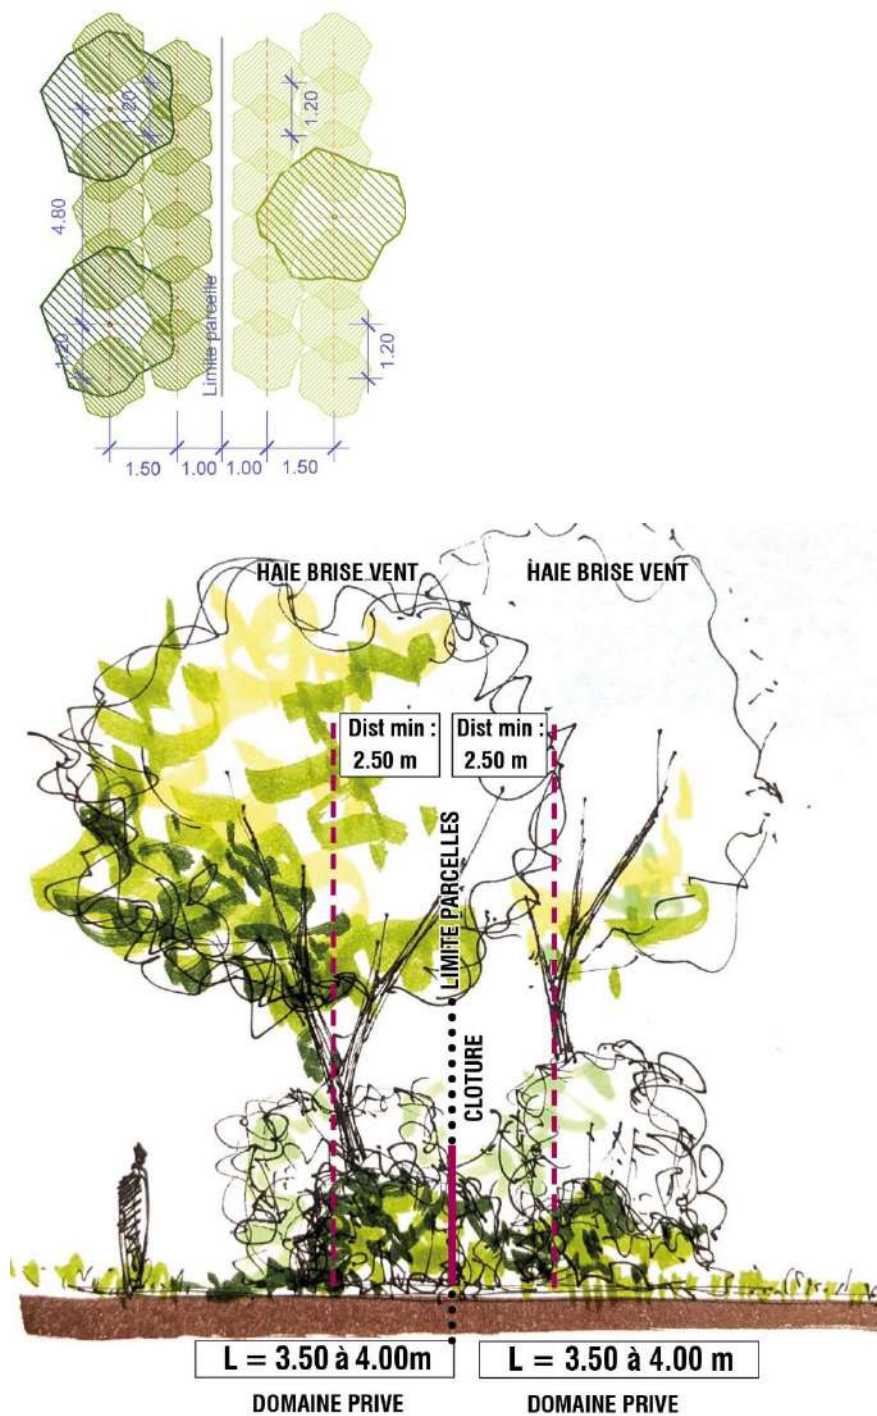 1.20
1.20
4.80
Limite parcelle
1.20
1.20
1.50
1.00
1.00
1.50
HAIE BRISE VENT
HAIE BRISE VENT
Dist min :
2.50 m
Dist min :
2.50 m
LIMITE PARCELLES
CLOTURE
L = 3.50 à 4.00m
L = 3.50 à 4.00 m
DOMAINE PRIVE
DOMAINE PRIVE